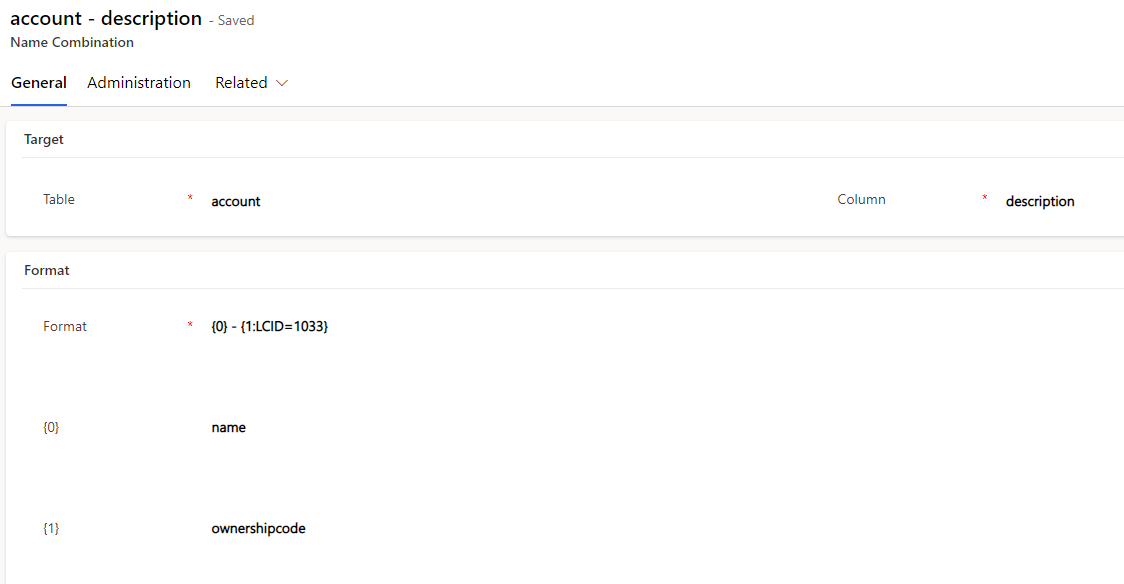 account - description - Saved
Name Combination
General Administration Related
Target
Table * account Column * description
Format
Format * {0} - {1:LCID=1033}
{0} name
{1} ownershipcode